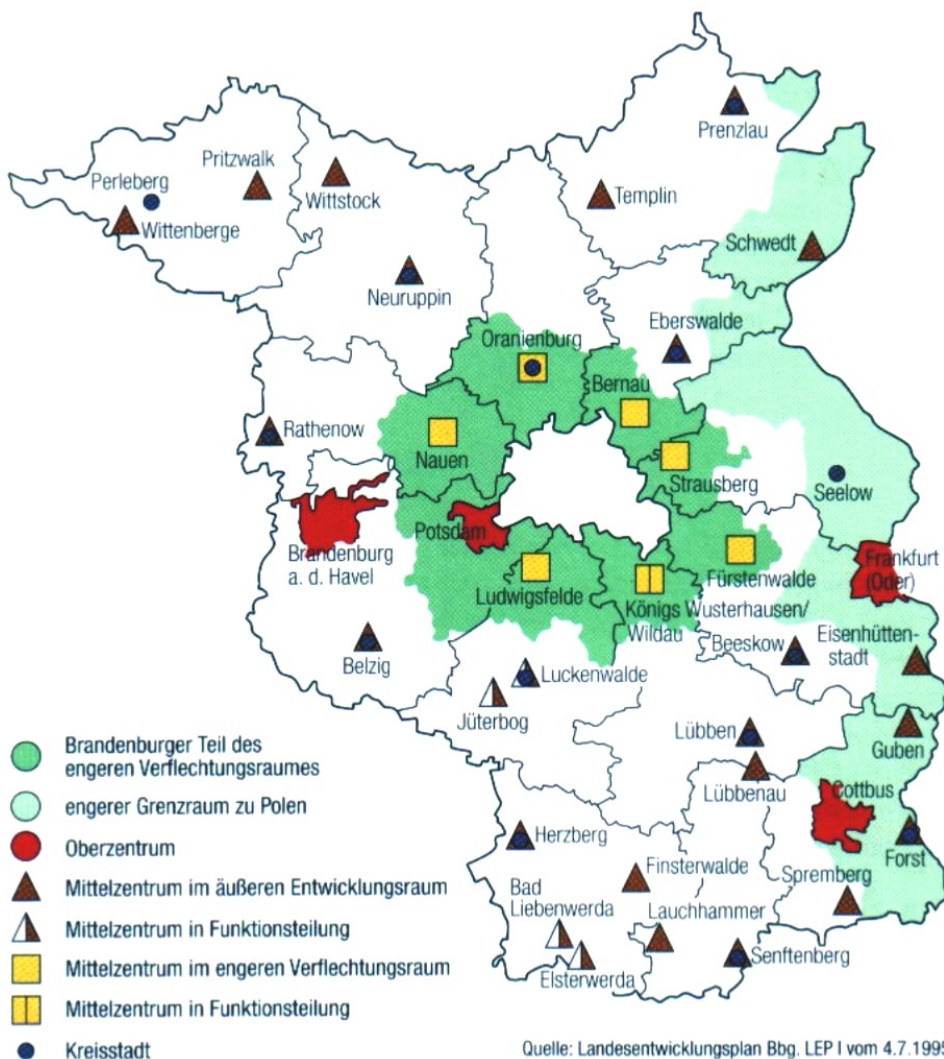 Prenzlau
Pritzwalk
Perleberg
Wittstock
Templin
Wittenberge
Schwedt
Neuruppin
Eberswalde
Oranienburg
Bernau
Rathenow
Nauen
Strausberg
Seelow
Potsdam
Brandenburg
a. d. Havel
Frankfurt
(Oder)
Fürstenwalde
Ludwigsfelde
Königs Wusterhausen/
Wildau
Beeskow
Eisenhütten-
stadt
Belzig
Luckenwalde
Jüterbog
Lübben
Guben
Lübbenau
Cottbus
Herzberg
Forst
Finsterwalde
Spremberg
Bad
Liebenwerda
Lauchhammer
Elsterwerda
Senftenberg
Brandenburger Teil des
engeren Verflechtungsraumes
engerer Grenzraum zu Polen
Oberzentrum
Mittelzentrum im äußeren Entwicklungsraum
Mittelzentrum in Funktionsteilung
Mittelzentrum im engeren Verflechtungsraum
Mittelzentrum in Funktionsteilung
Kreisstadt
Quelle: Landesentwicklungsplan Bbg. LEP I vom 4.7.1995